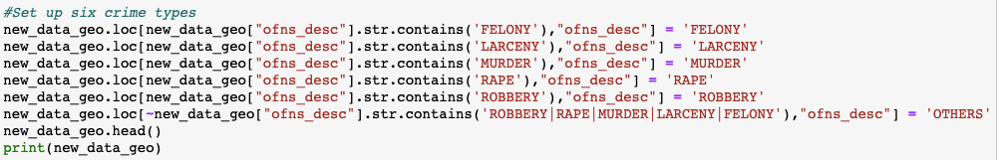 #Set up six crime types
new_data_geo.loc[new_data_geo["ofns_desc"].str.contains('FELONY'),"ofns_desc"] = 'FELONY'
new_data_geo.loc[new_data_geo["ofns_desc"].str.contains('LARCENY'),"ofns_desc"] = 'LARCENY'
new_data_geo.loc[new_data_geo["ofns_desc"].str.contains('MURDER'),"ofns_desc"] = 'MURDER'
new_data_geo.loc[new_data_geo["ofns_desc"].str.contains('RAPE'),"ofns_desc"] = 'RAPE'
new_data_geo.loc[new_data_geo["ofns_desc"].str.contains('ROBBERY'),"ofns_desc"] = 'ROBBERY'
new_data_geo.loc[~new_data_geo["ofns_desc"].str.contains('ROBBERY|RAPE|MURDER|LARCENY|FELONY'),"ofns_desc"] = 'OTHERS'
new_data_geo.head()
print(new_data_geo)